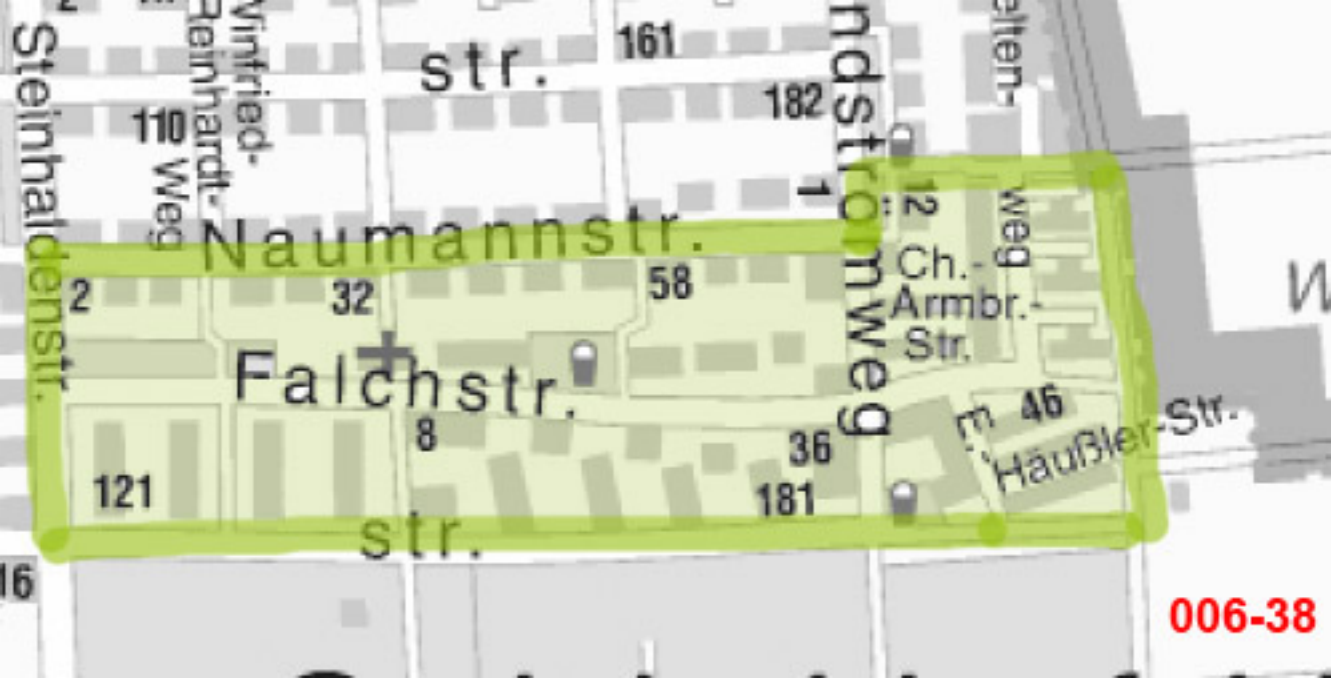 Steinhaldenstr.
Reinhardt-
Winfried-
Weg
110
str.
161
182
1
12
weg
Naumannstr.
2
32
58
Ch.-
Armbr.-
Str.
Falchstr.
8
36
46
E.-
Häußler-Str.
121
181
str.
16
006-38